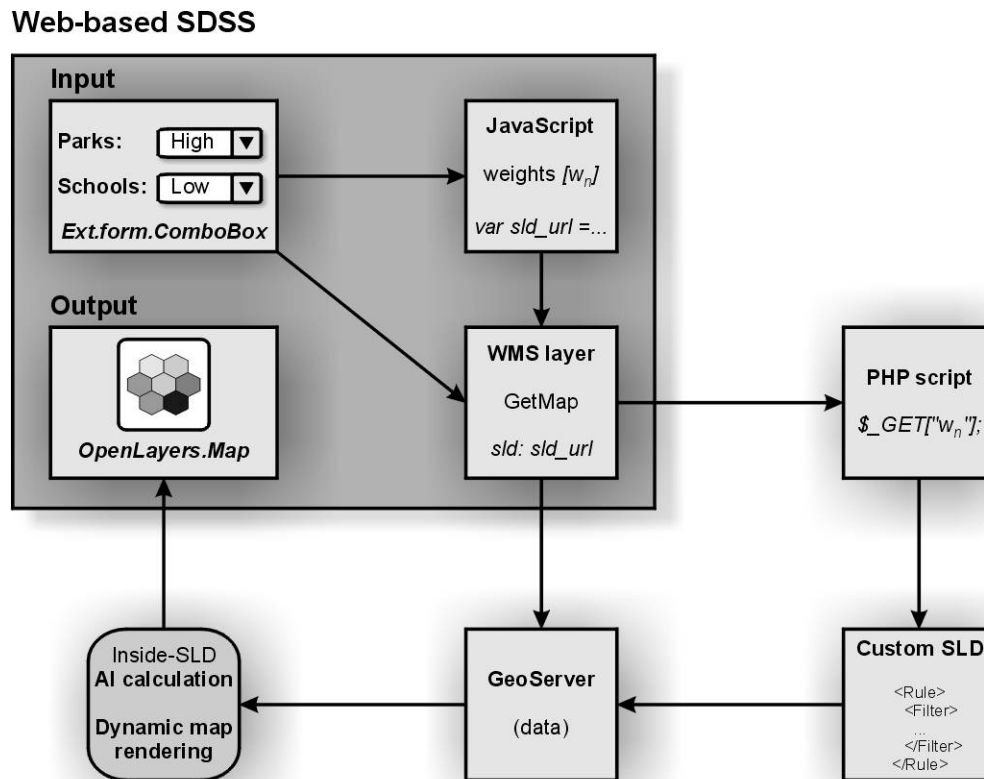 Web-based SDSS
Input
Parks: High
Schools: Low
Ext.form.ComboBox
JavaScript
weights [wn]
var sld_url =...
Output
OpenLayers.Map
WMS layer
GetMap
sld: sld_url
PHP script
$_GET["wn"];
Inside-SLD
AI calculation
Dynamic map
rendering
GeoServer
(data)
Custom SLD
<Rule>
<Filter>
...
</Filter>
</Rule>